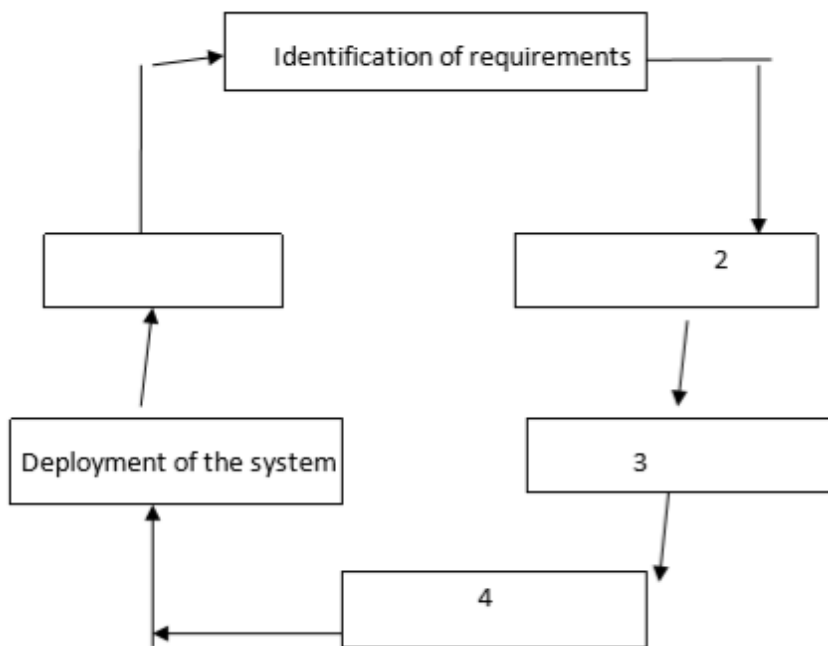 Identification of requirements
2
Deployment of the system
3
4